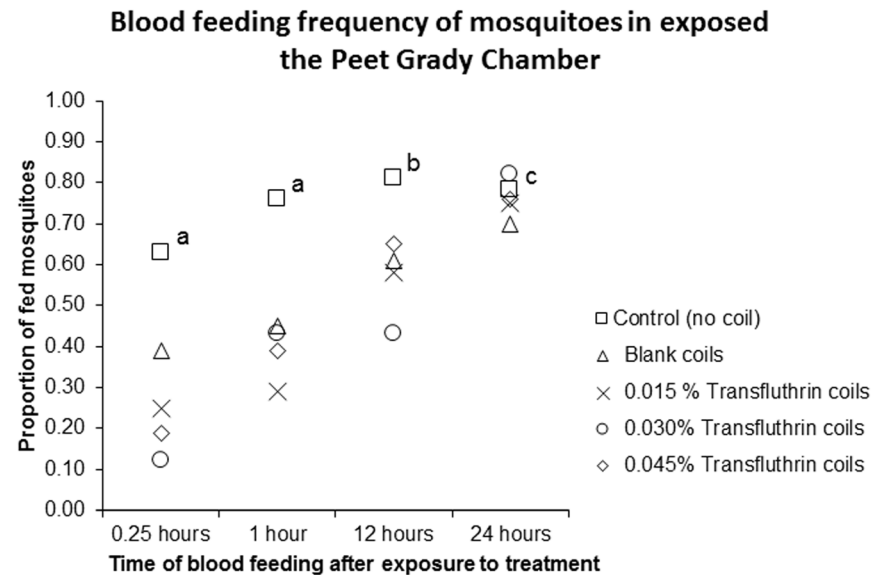 Blood feeding frequency of mosquitoes in exposed
the Peet Grady Chamber
Proportion of fed mosquitoes
1.00
0.90
0.80
0.70
0.60
0.50
0.40
0.30
0.20
0.10
0.00
a
a
b
c
0.25 hours
1 hour
12 hours
24 hours
Time of blood feeding after exposure to treatment
Control (no coil)
Blank coils
0.015 % Transfluthrin coils
0.030% Transfluthrin coils
0.045% Transfluthrin coils